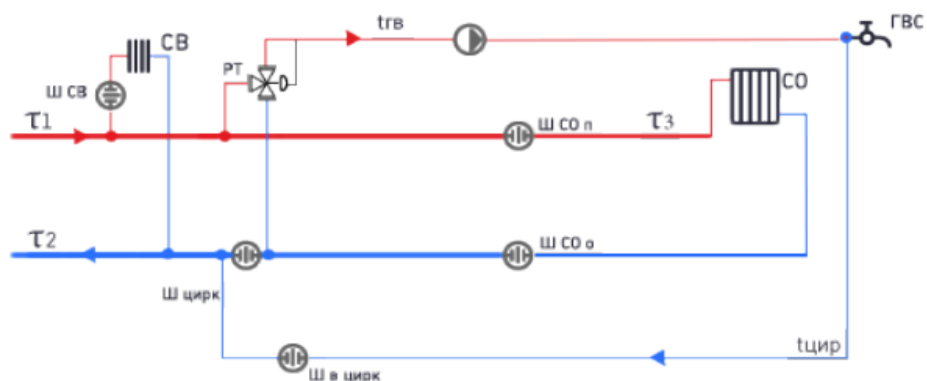 tгв
ГВС
СВ
РТ
СО
Ш СВ
τ1
Ш СО п
τ3
τ2
Ш СО о
Ш цирк
tцир
Ш в цирк